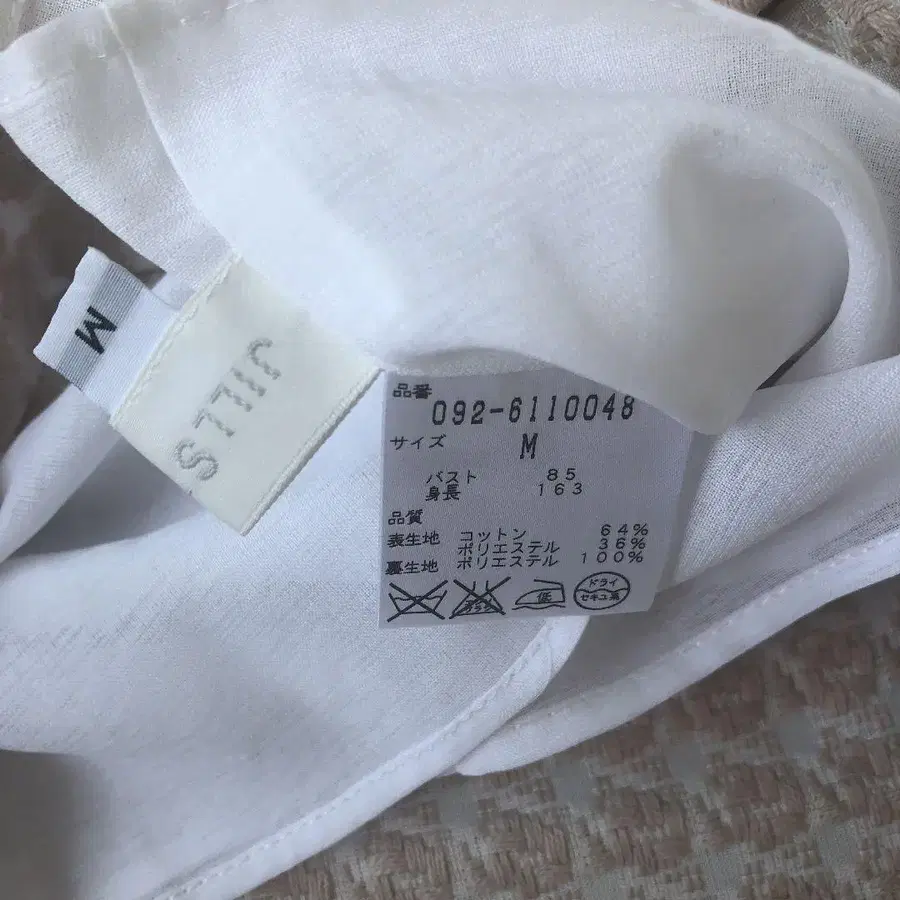 M
JILLS
品番
092-6110048
サイズ M
バスト 85
身長 163
品質
表生地 コットン 64%
ポリエステル 36%
裏生地 ポリエステル 100%
低
ドライ
セキユ系